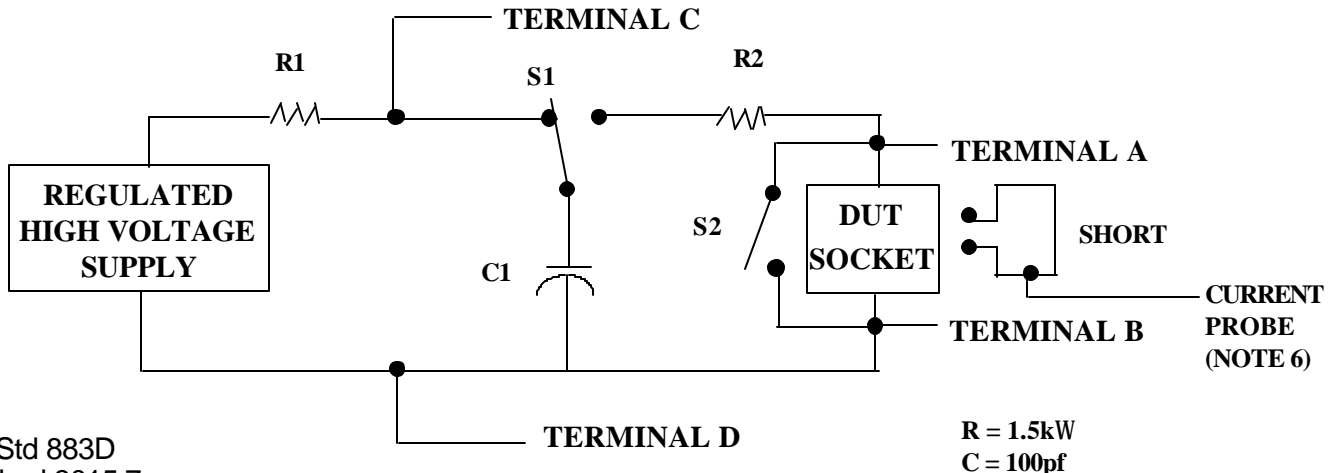 TERMINAL C
R1
S1
R2
TERMINAL A
REGULATED
HIGH VOLTAGE
SUPPLY
DUT
SOCKET
S2
SHORT
C1
CURRENT
PROBE
(NOTE 6)
TERMINAL B
TERMINAL D
R = 1.5kW
C = 100pf
Std 883D